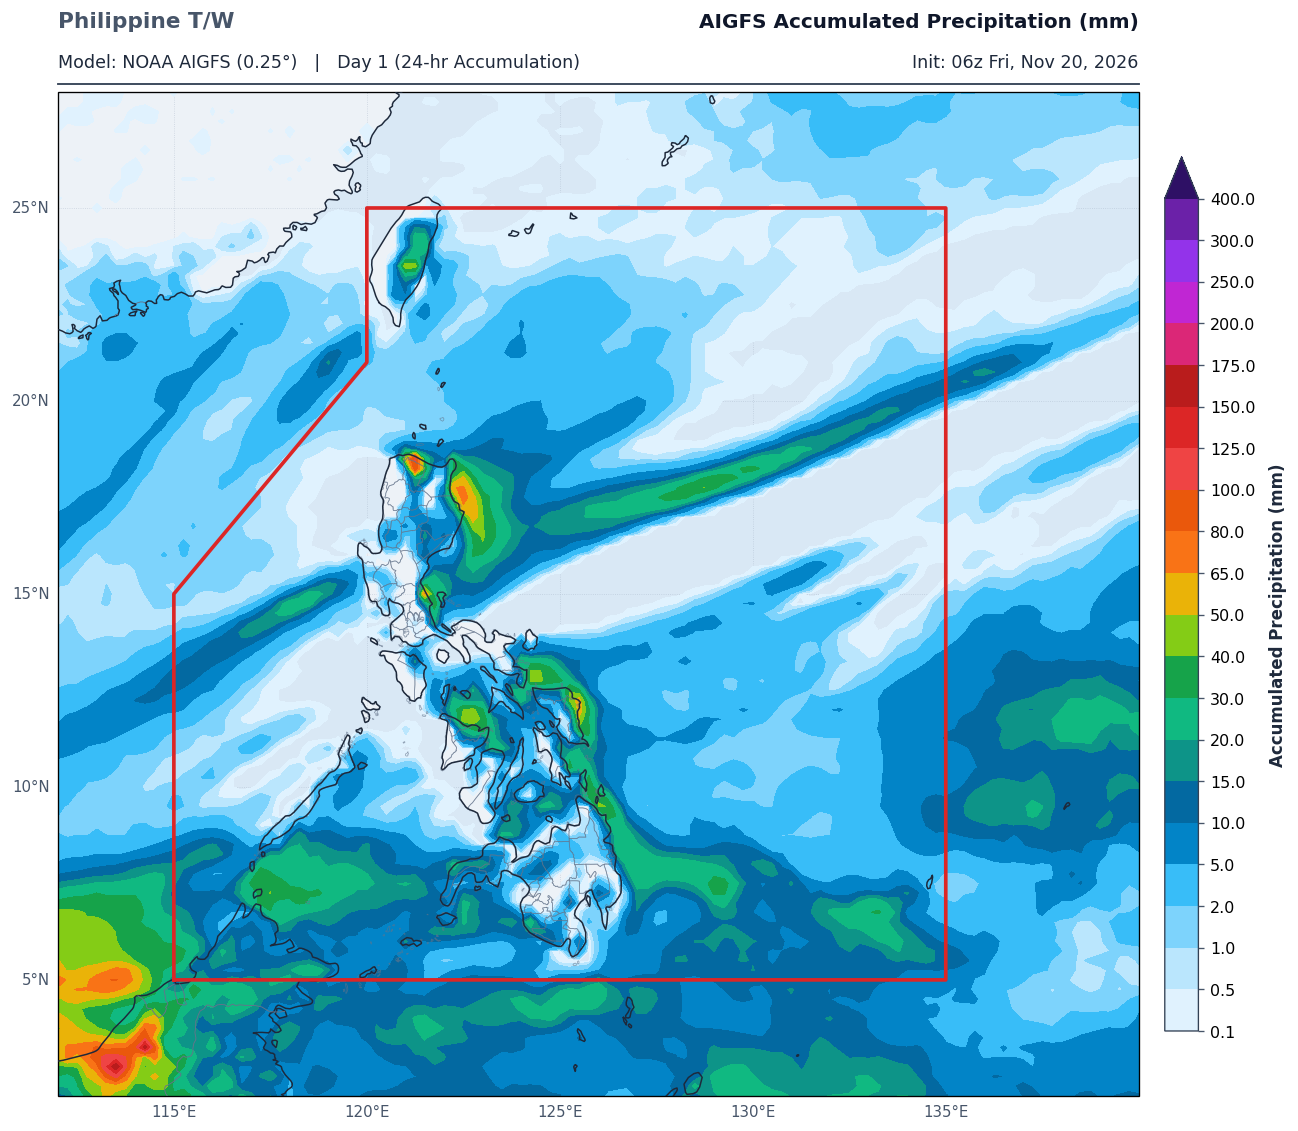 Philippine T/W
AIGFS Accumulated Precipitation (mm)
Model: NOAA AIGFS (0.25°) | Day 1 (24-hr Accumulation)
Init: 06z Fri, Nov 20, 2026
25°N
20°N
15°N
10°N
5°N
115°E
120°E
125°E
130°E
135°E
400.0
300.0
250.0
200.0
175.0
150.0
125.0
100.0
80.0
65.0
50.0
40.0
30.0
20.0
15.0
10.0
5.0
2.0
1.0
0.5
0.1
Accumulated Precipitation (mm)